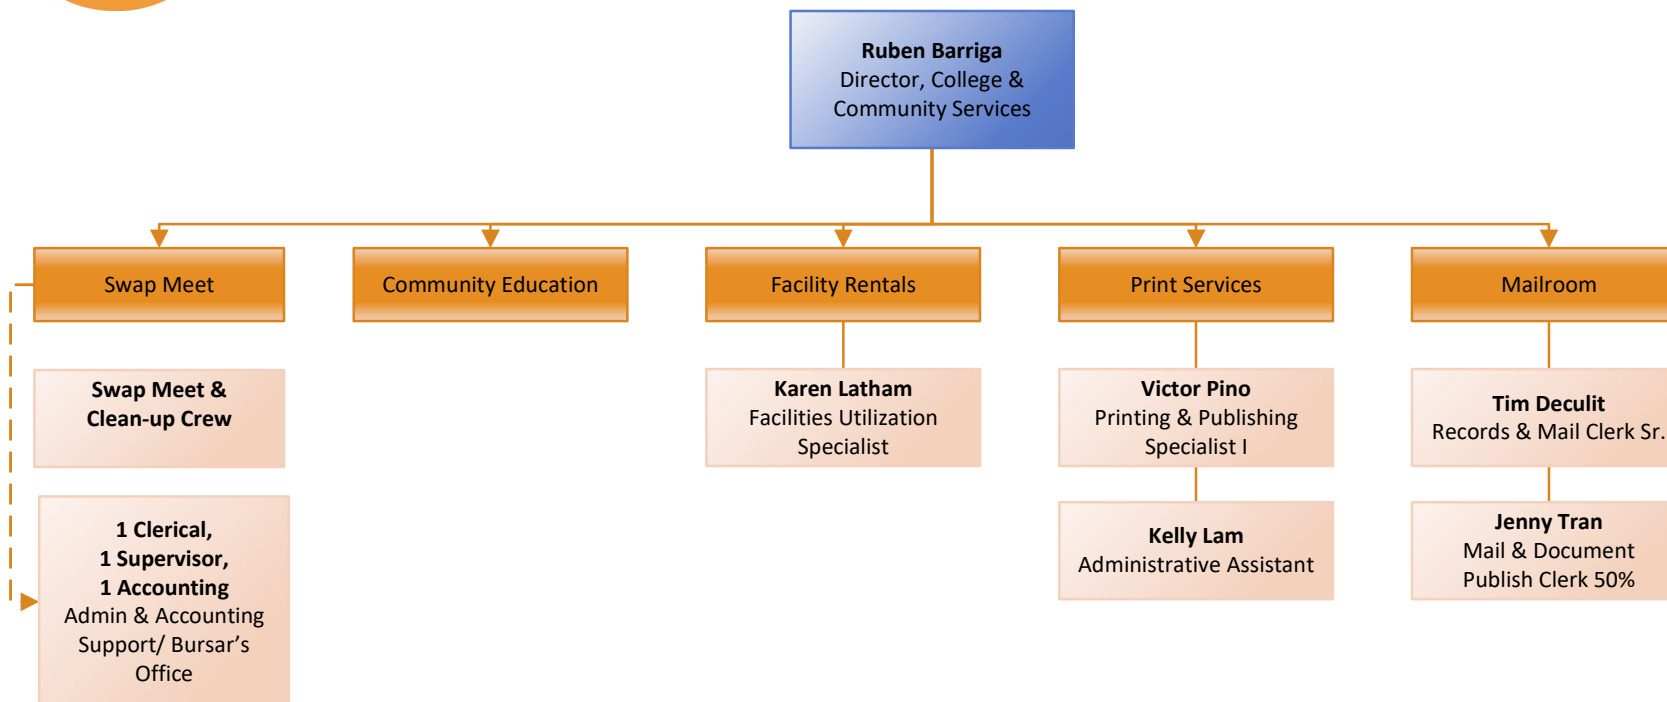 Ruben Barriga
Director, College &
Community Services
Swap Meet
Community Education
Facility Rentals
Print Services
Mailroom
Swap Meet &
Clean-up Crew
Karen Latham
Facilities Utilization
Specialist
Victor Pino
Printing & Publishing
Specialist I
Tim Deculit
Records & Mail Clerk Sr.
1 Clerical,
1 Supervisor,
1 Accounting
Admin & Accounting
Support/ Bursar’s
Office
Kelly Lam
Administrative Assistant
Jenny Tran
Mail & Document
Publish Clerk 50%